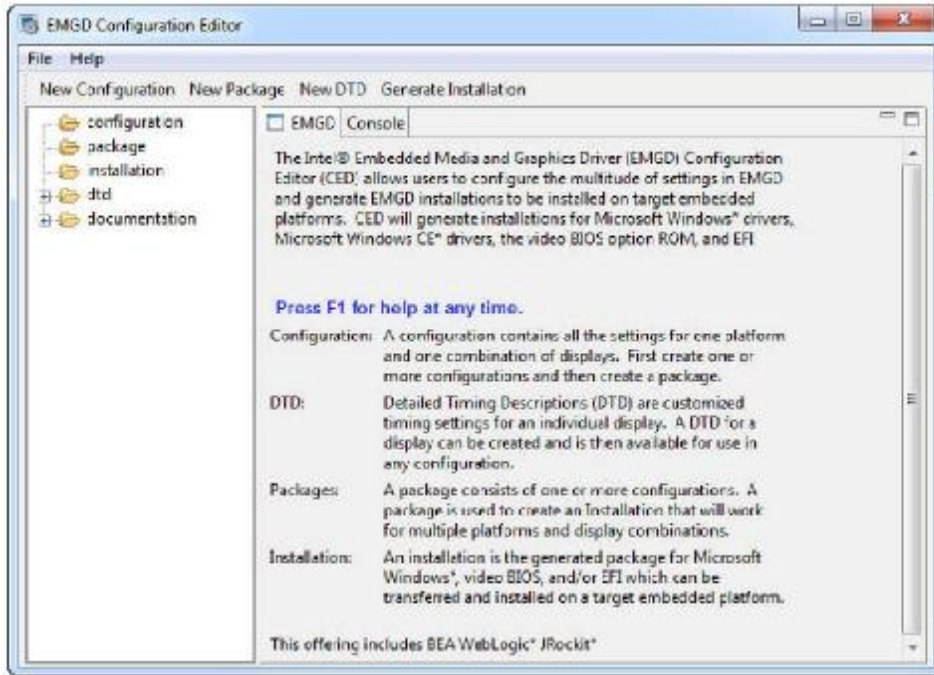 EMGD Configuration Editor
File Help
New Configuration New Package New DTD Generate Installation
configuration
package
installation
dtd
documentation
EMGD Console
The Intel® Embedded Media and Graphics Driver (EMGD) Configuration
Editor (CED) allows users to configure the multitude of settings in EMGD
and generate EMGD installations to be installed on target embedded
platforms. CED will generate installations for Microsoft Windows* drivers,
Microsoft Windows CE* drivers, the video BIOS option ROM, and EFI
Press F1 for help at any time.
Configuration: A configuration contains all the settings for one platform
and one combination of displays. First create one or
more configurations and then create a package.
DTD: Detailed Timing Descriptions (DTD) are customized
timing settings for an individual display. A DTD for a
display can be created and is then available for use in
any configuration.
Packages: A package consists of one or more configurations. A
package is used to create an Installation that will work
for multiple platforms and display combinations.
Installation: An installation is the generated package for Microsoft
Windows*, video BIOS, and/or EFI which can be
transferred and installed on a target embedded platform.
This offering includes BEA WebLogic* JRockit*